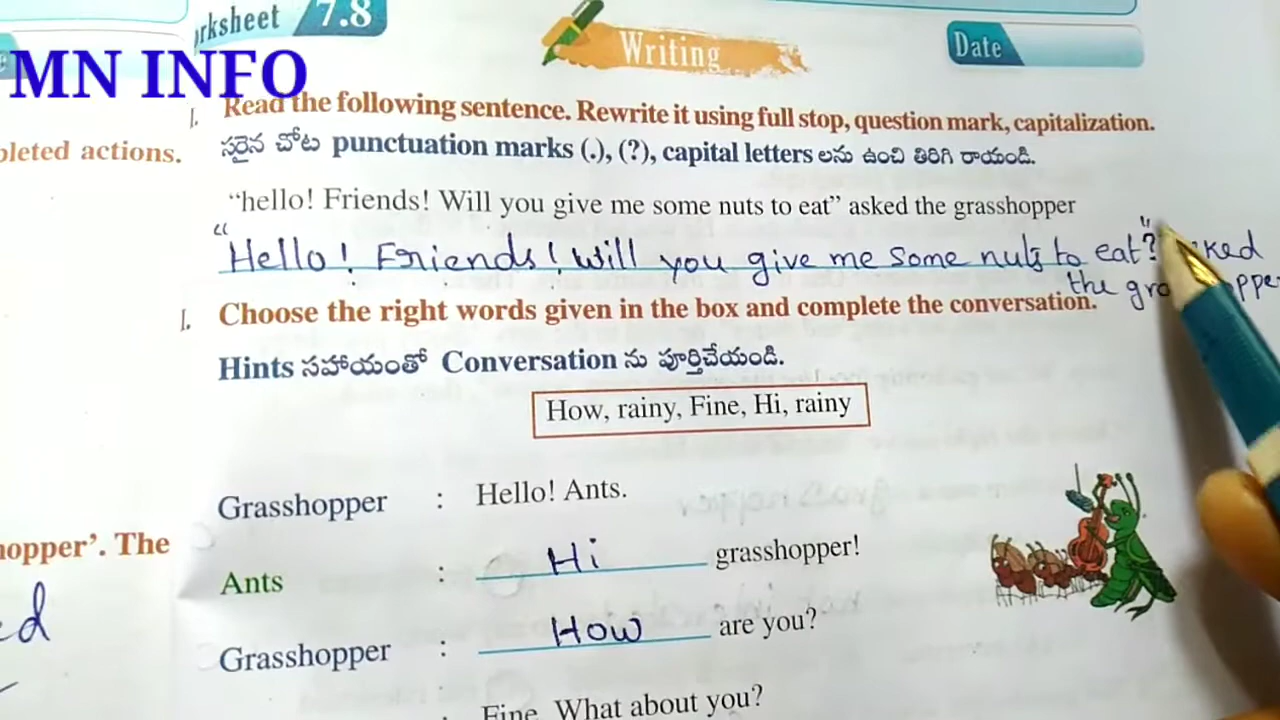 orksheet 7.8
Writing
Date
MN INFO
Read the following sentence. Rewrite it using full stop, question mark, capitalization.
pleted actions.
సరైన చోట punctuation marks (.), (?), capital letters లను ఉంచి తిరిగి రాయండి.
“hello! Friends! Will you give me some nuts to eat” asked the grasshopper
“Hello! Friends! Will you give me some nuts to eat?"
the
I. Choose the right words given in the box and complete the conversation.
Hints సహాయంతో Conversation ను పూర్తిచేయండి.
How, rainy, Fine, Hi, rainy
Grasshopper : Hello! Ants.
hopper’. The
Ants : Hi grasshopper!
ed
Grasshopper : How are you?
: Fine. What about you?